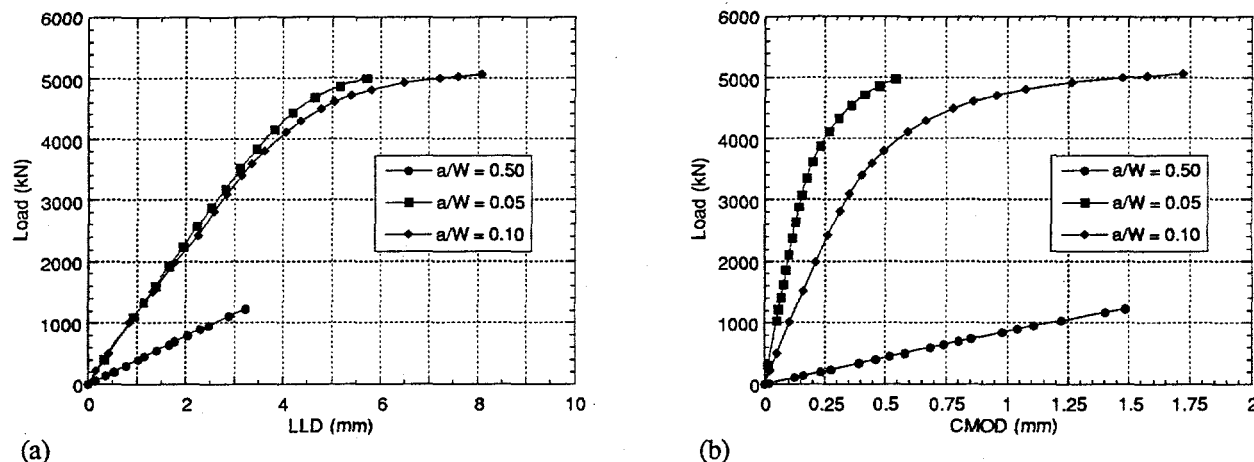 6000
5000
4000
3000
2000
1000
0
Load (kN)
a/W = 0.50
a/W = 0.05
a/W = 0.10
0
2
4
6
8
10
LLD (mm)
(a)
6000
5000
4000
3000
2000
1000
0
Load (kN)
a/W = 0.50
a/W = 0.05
a/W = 0.10
0
0.25
0.5
0.75
1
1.25
1.5
1.75
2
CMOD (mm)
(b)